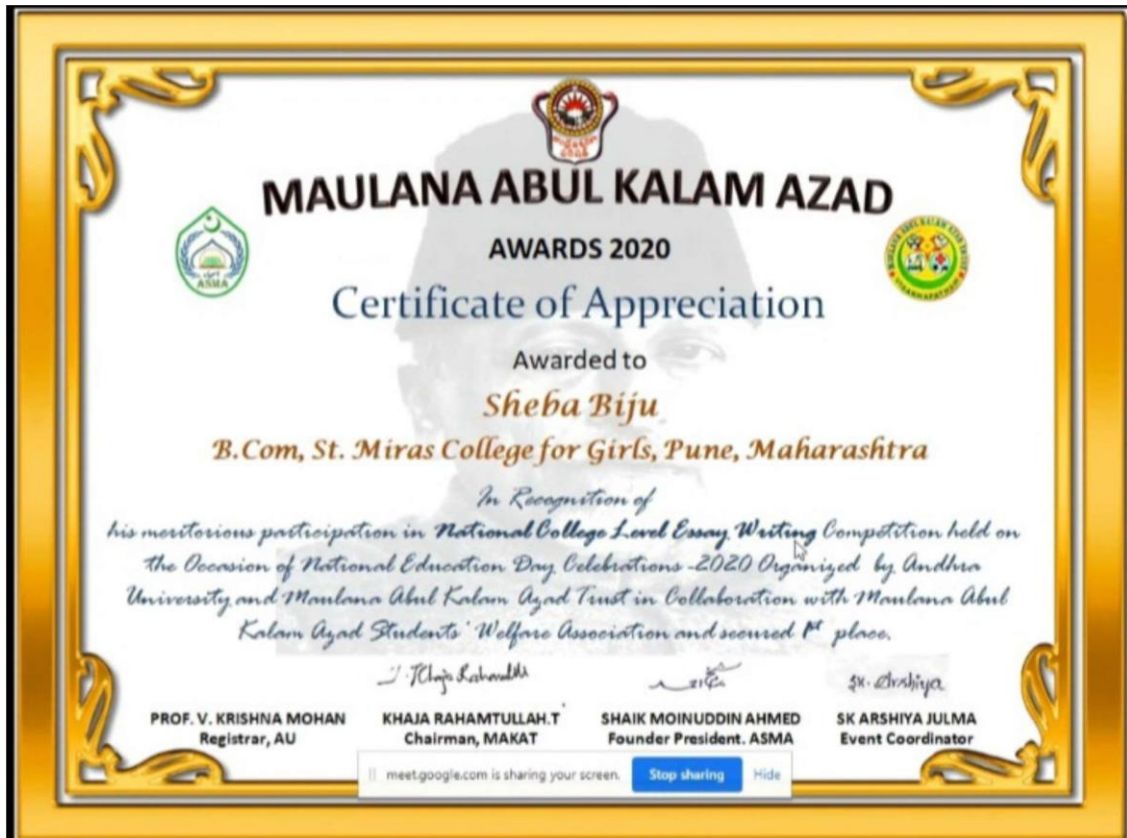 MAULANA ABUL KALAM AZAD
AWARDS 2020
ASMA
Certificate of Appreciation
Awarded to
Sheba Biju
B.Com, St. Miras College for Girls, Pune, Maharashtra
In Recognition of
his meritorious participation in National College Level Essay Writing Competition held on
the Occasion of National Education Day Celebrations -2020 Organized by Andhra
University and Maulana Abul Kalam Azad Trust in Collaboration with Maulana Abul
Kalam Azad Students' Welfare Association and secured 1st place.
SK. Arshiya
PROF. V. KRISHNA MOHAN KHAJA RAHAMTULLAH.T SHAIK MOINUDDIN AHMED SK ARSHIYA JULMA
Registrar, AU Chairman, MAKAT Founder President. ASMA Event Coordinator
meet.google.com is sharing your screen. Stop sharing Hide